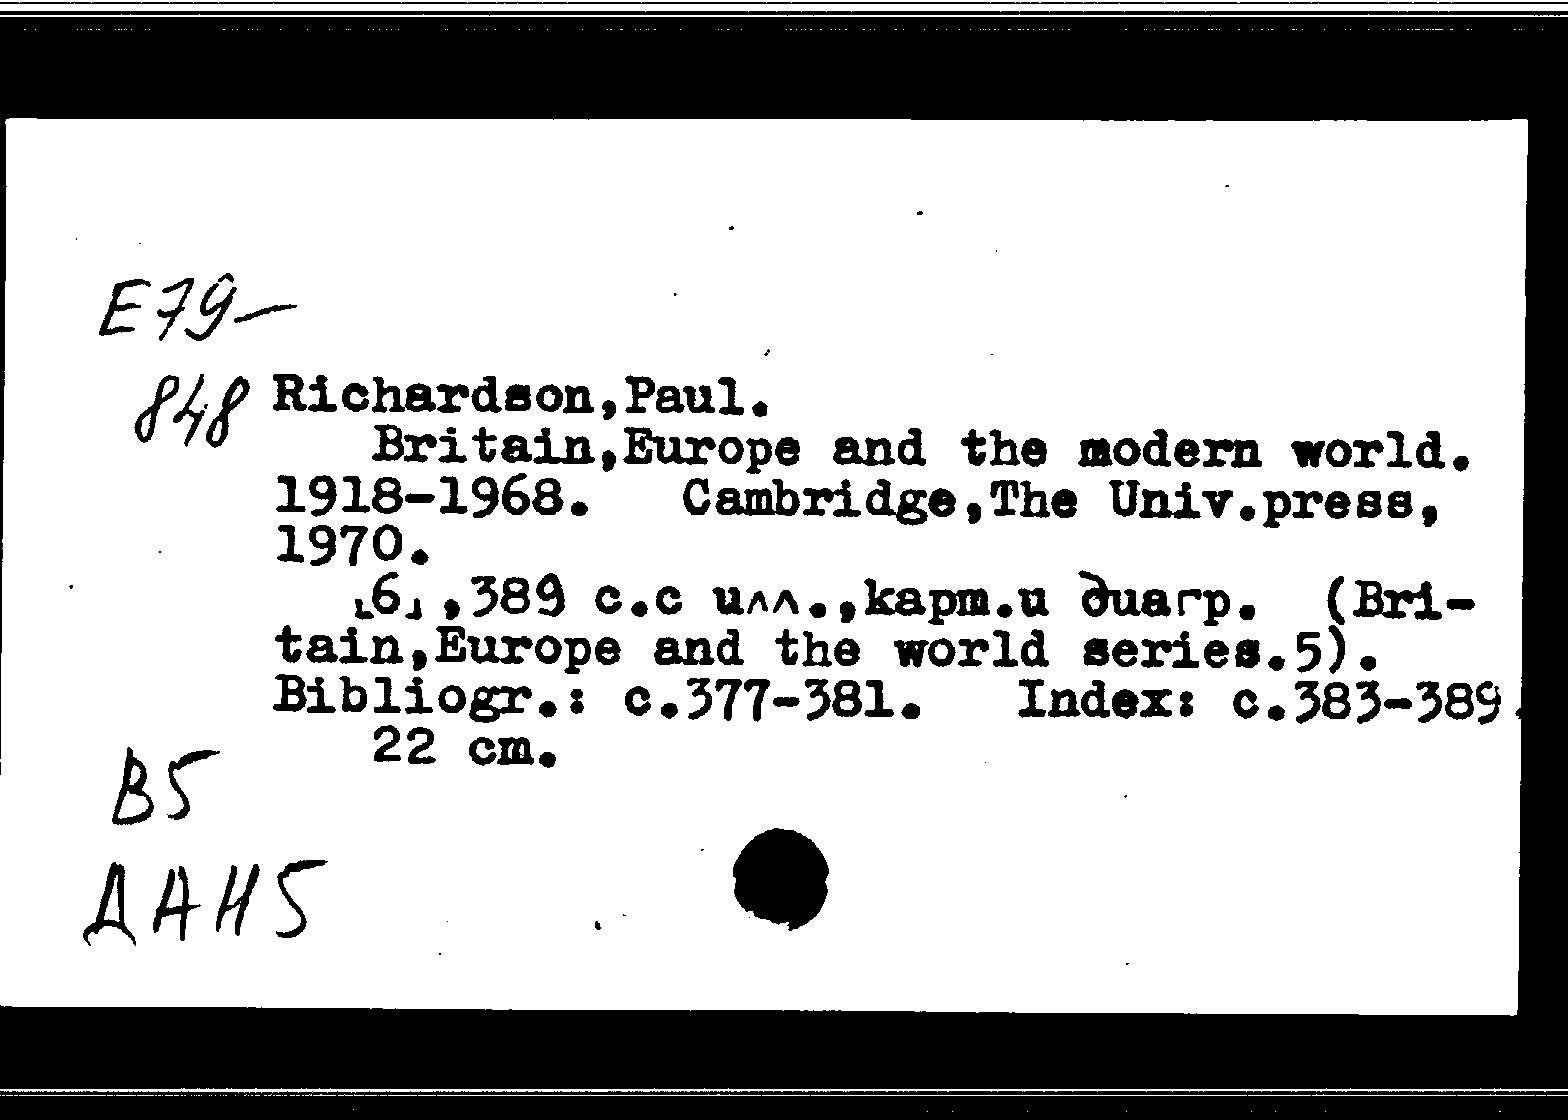 E79-
848 Richardson,Paul.
Britain,Europe and the modern world.
1918-1968. Cambridge,The Univ.press,
1970.
[6],389 с.с илл.,карт.и диагр. (Bri-
tain,Europe and the world series.5).
Bibliogr.: с.377-381. Index: с.383-389.
22 cm.
В5
ДАН5